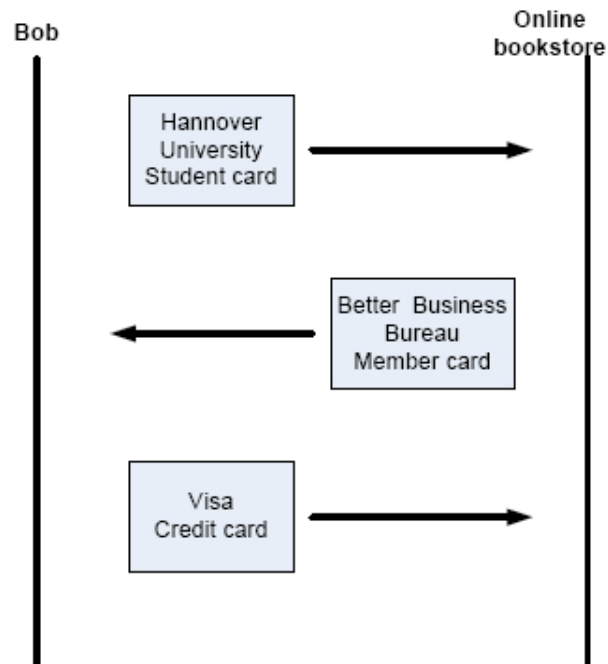 Bob
Online
bookstore
Hannover
University
Student card
Better Business
Bureau
Member card
Visa
Credit card